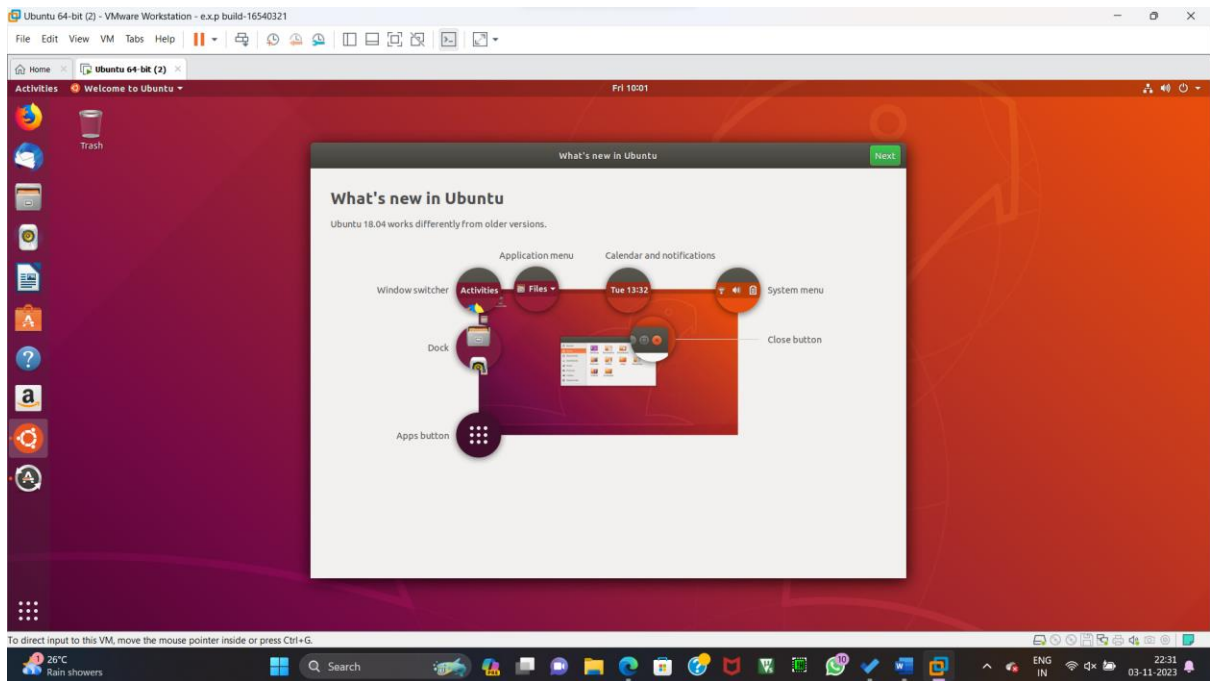 Ubuntu 64-bit (2) - VMware Workstation - e.x.p build-16540321
File Edit View VM Tabs Help
Home
Ubuntu 64-bit (2)
Activities Welcome to Ubuntu Fri 10:01
Trash
What's new in Ubuntu Next
What's new in Ubuntu
Ubuntu 18.04 works differently from older versions.
Application menu Calendar and notifications
Window switcher Activities Files Tue 13:32 System menu
Dock Close button
Apps button
To direct input to this VM, move the mouse pointer inside or press Ctrl+G.
26°C
Rain showers
Search
10
ENG
IN
22:31
03-11-2023